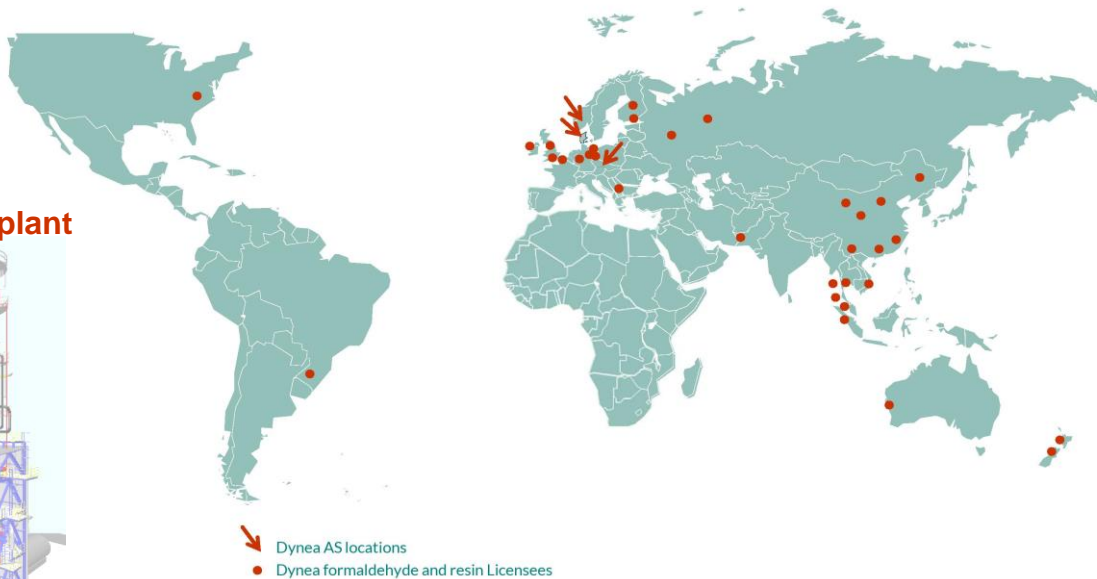 plant
Dynea AS locations
Dynea formaldehyde and resin Licensees